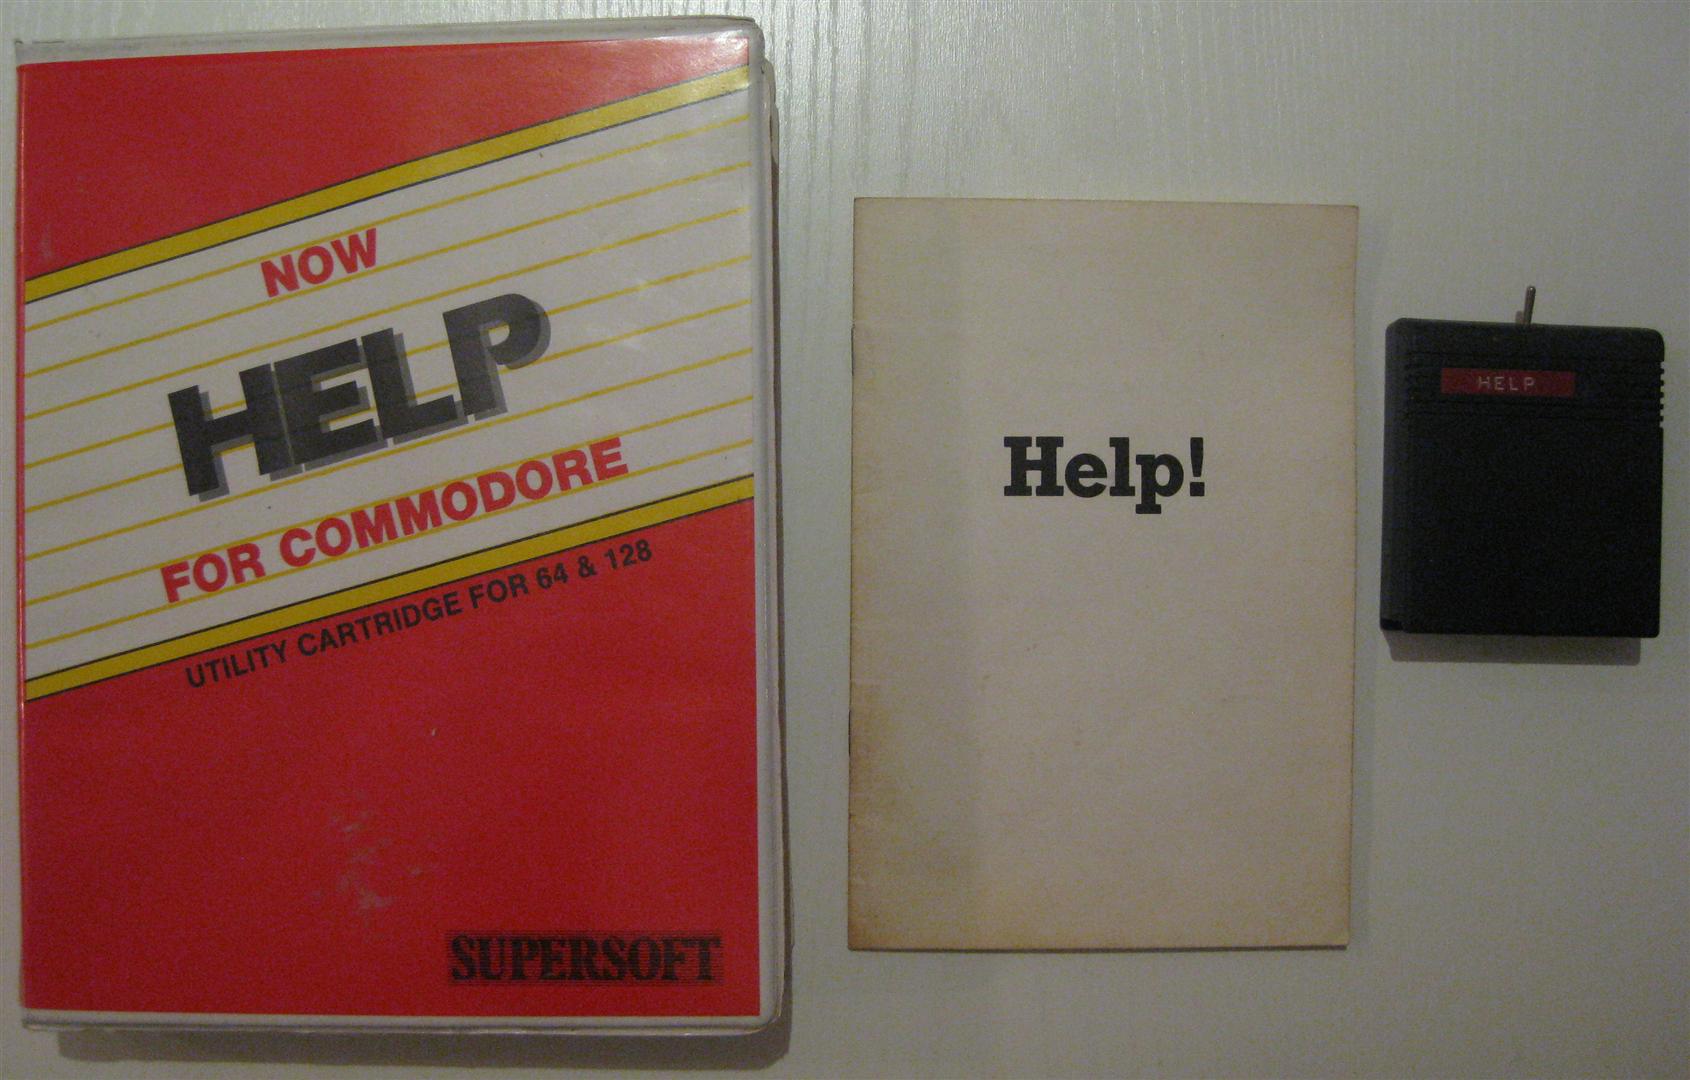 NOW
HELP
FOR COMMODORE
UTILITY CARTRIDGE FOR 64 & 128
SUPERSOFT
Help!
HELP